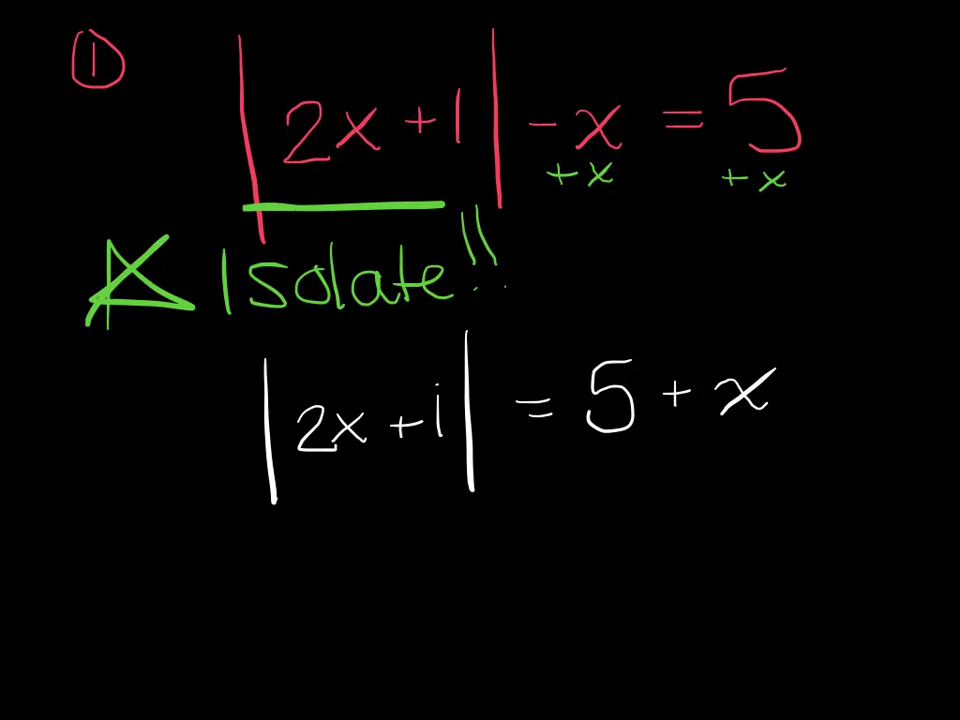 ① |2x+1| - x = 5
+x +x
Isolate!!
|2x+1| = 5 + x